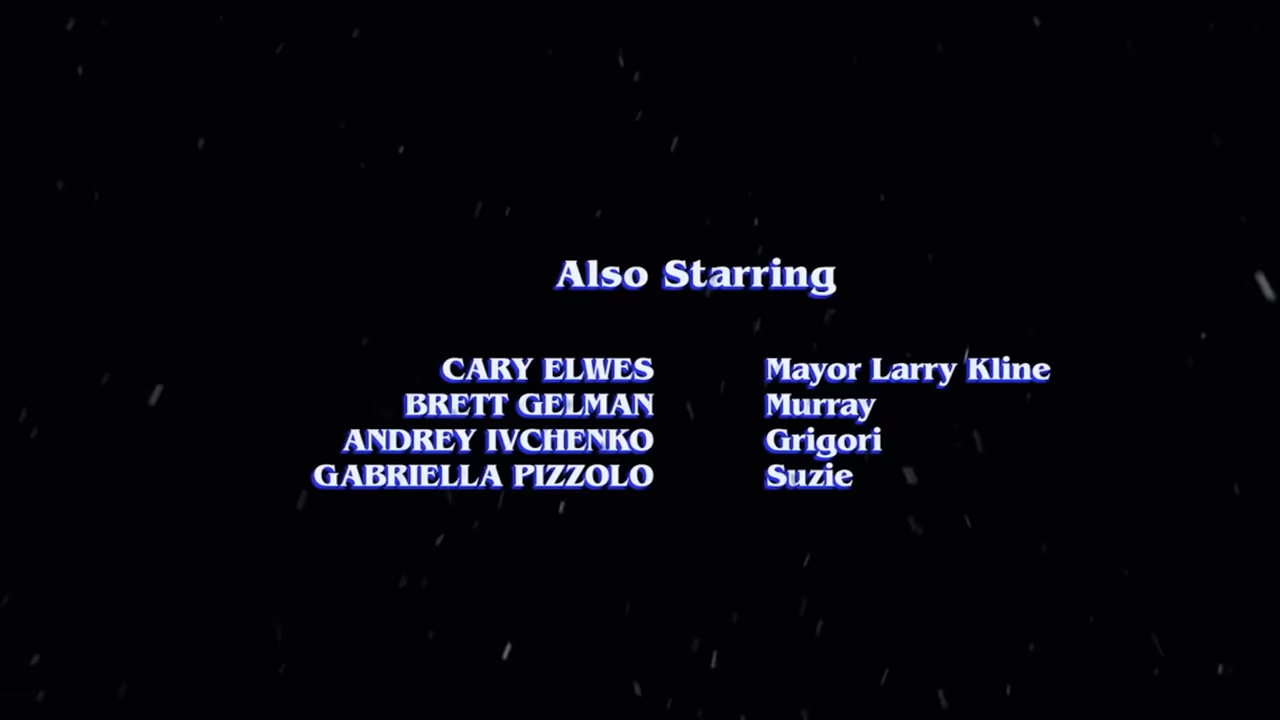 Also Starring
CARY ELWES Mayor Larry Kline
BRETT GELMAN Murray
ANDREY IVCHENKO Grigori
GABRIELLA PIZZOLO Suzie